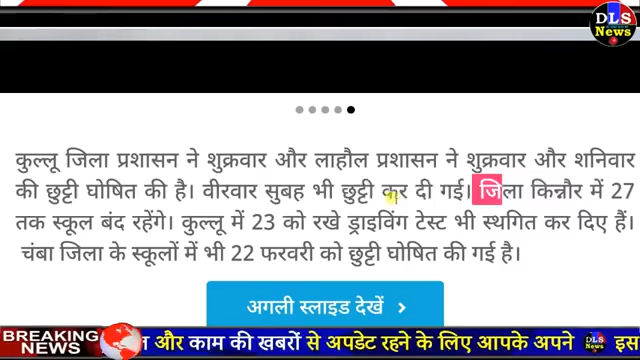 DLS
News
कुल्लू जिला प्रशासन ने शुक्रवार और लाहौल प्रशासन ने शुक्रवार और शनिवार
की छुट्टी घोषित की है। वीरवार सुबह भी छुट्टी कर दी गई। जिला किन्नौर में 27
तक स्कूल बंद रहेंगे। कुल्लू में 23 को रखे ड्राइविंग टेस्ट भी स्थगित कर दिए हैं।
चंबा जिला के स्कूलों में भी 22 फरवरी को छुट्टी घोषित की गई है।
अगली स्लाइड देखें
BREAKING
NEWS
और काम की खबरों से अपडेट रहने के लिए आपके अपने DLS News इस